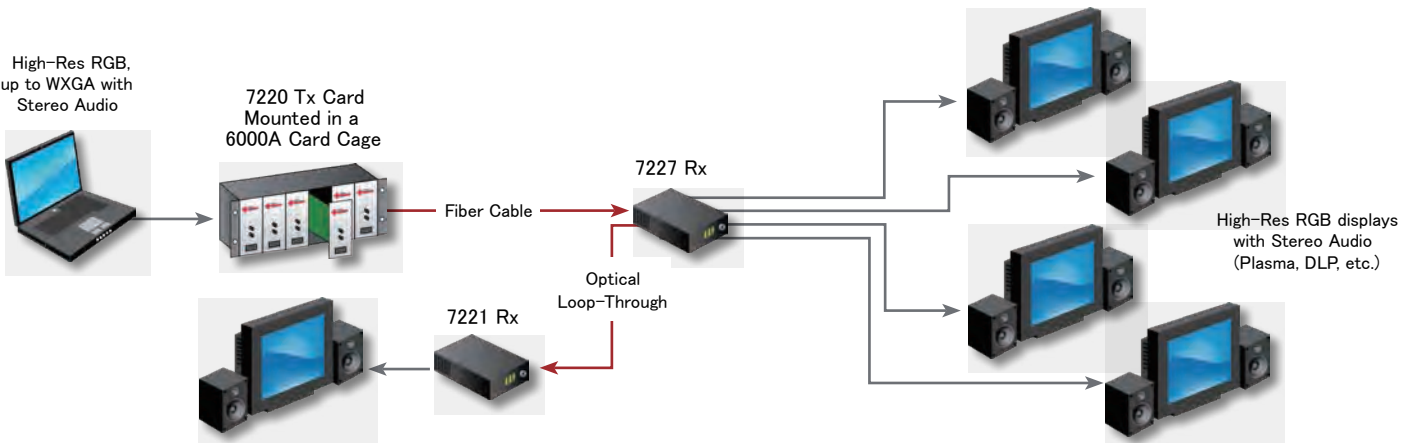 High-Res RGB,
up to WXGA with
Stereo Audio
7220 Tx Card
Mounted in a
6000A Card Cage
Fiber Cable
7227 Rx
Optical
Loop-Through
7221 Rx
High-Res RGB displays
with Stereo Audio
(Plasma, DLP, etc.)